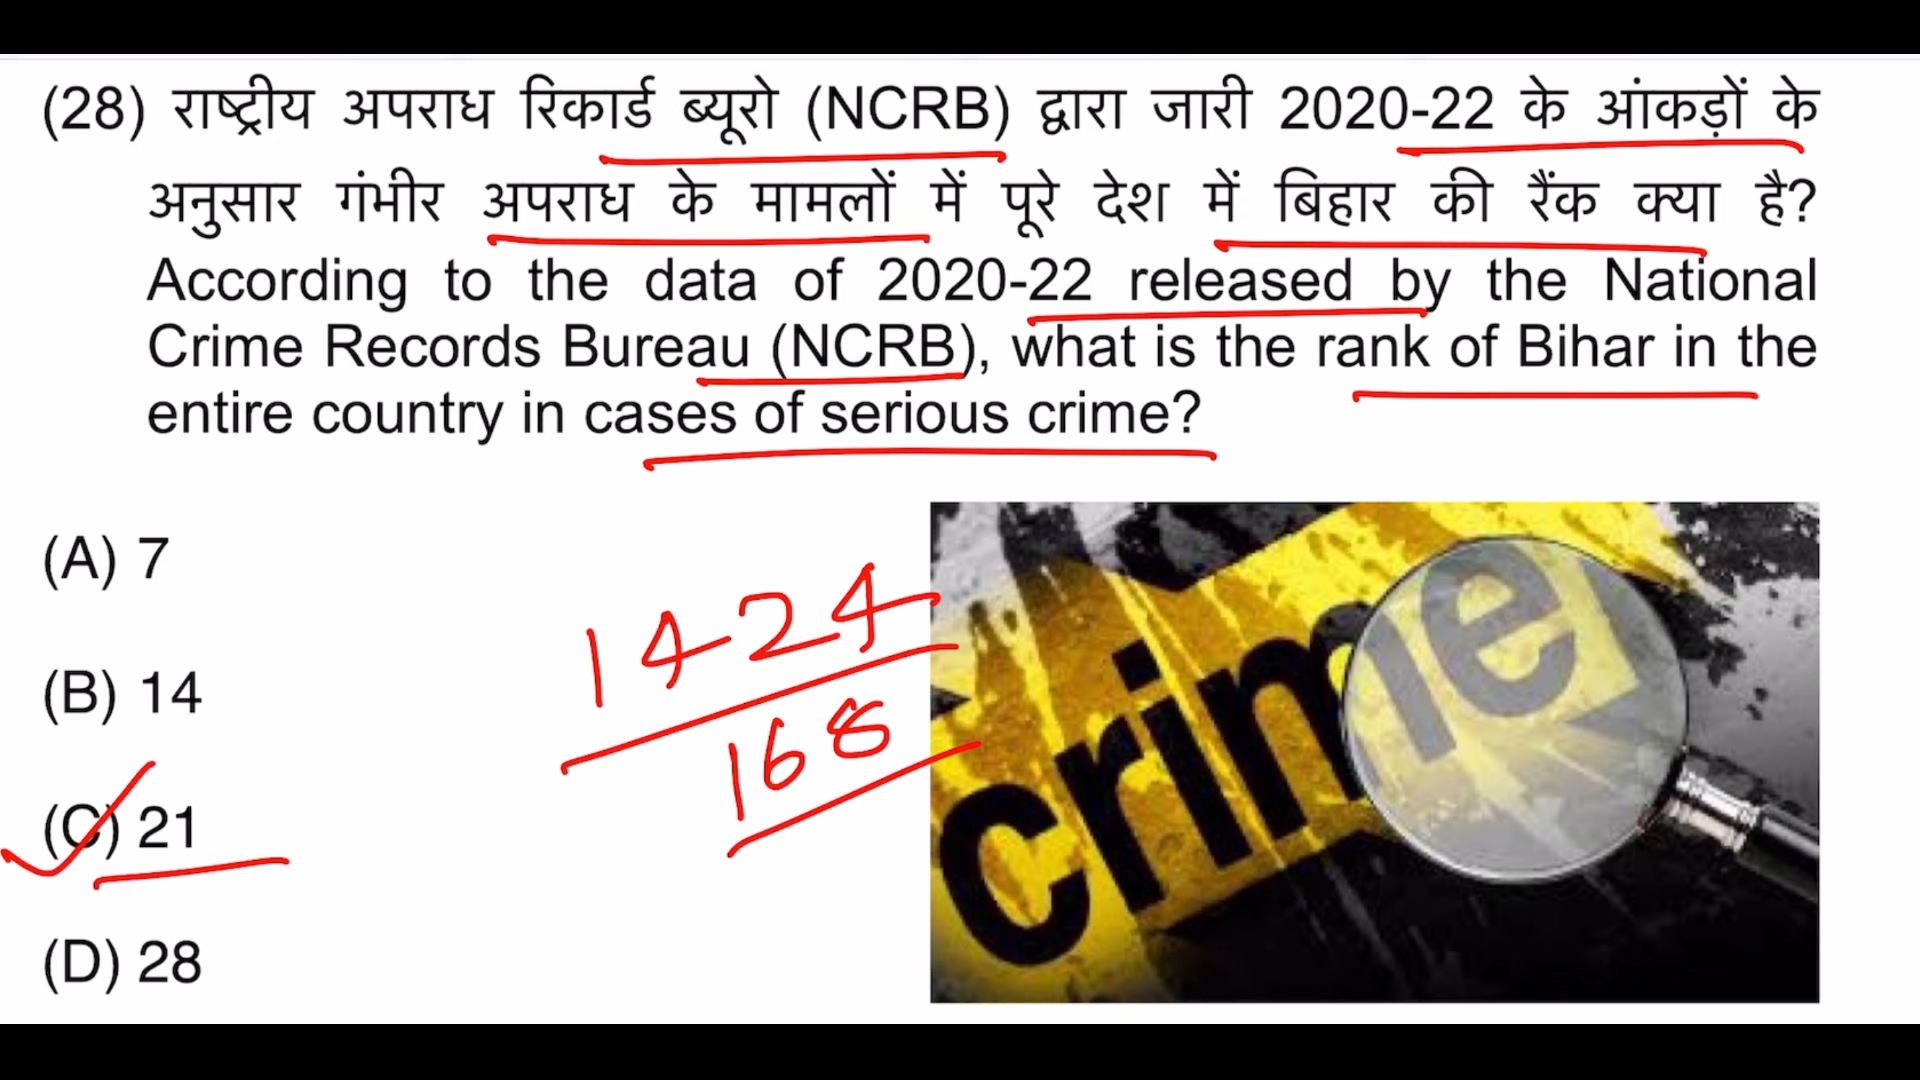 (28) राष्ट्रीय अपराध रिकार्ड ब्यूरो (NCRB) द्वारा जारी 2020-22 के आंकड़ों के
अनुसार गंभीर अपराध के मामलों में पूरे देश में बिहार की रैंक क्या है?
According to the data of 2020-22 released by the National
Crime Records Bureau (NCRB), what is the rank of Bihar in the
entire country in cases of serious crime?
(A) 7
(B) 14
(C) 21
(D) 28
1424
168
crime